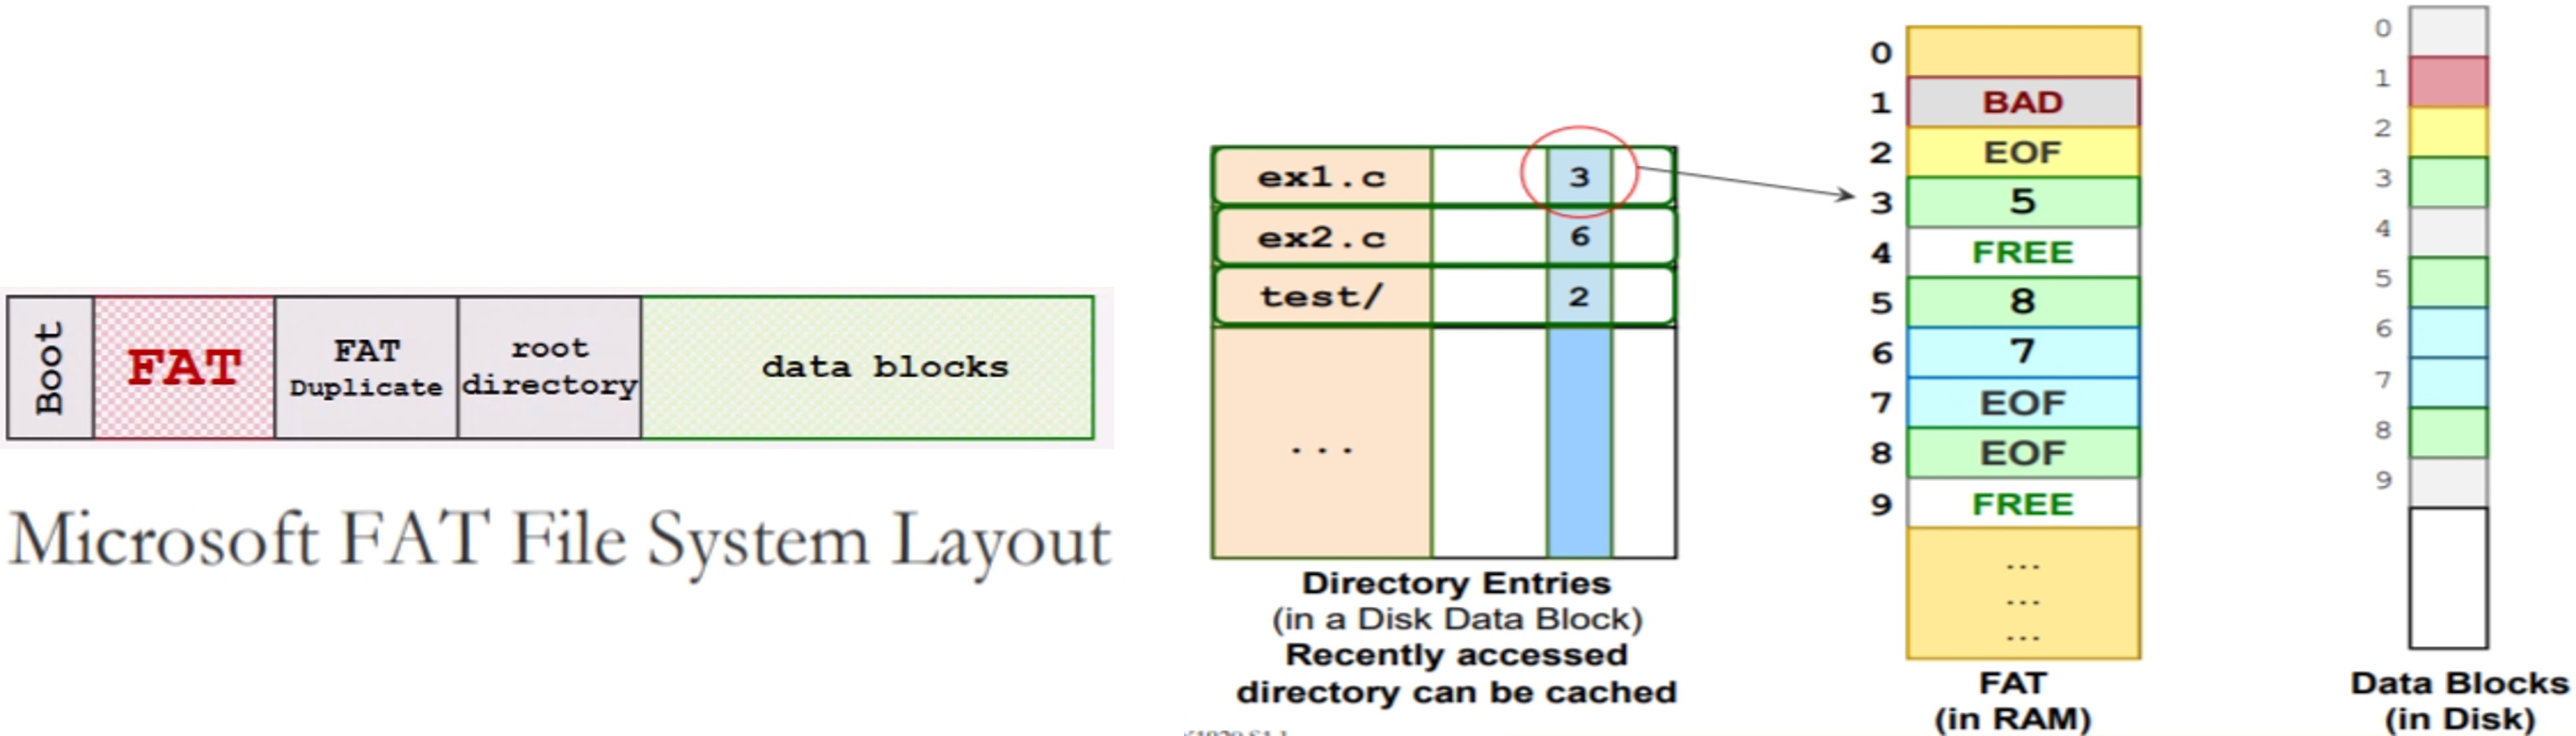 Boot
FAT
FAT
Duplicate
root
directory
data blocks
Microsoft FAT File System Layout
ex1.c 3
ex2.c 6
test/ 2
...
Directory Entries
(in a Disk Data Block)
Recently accessed
directory can be cached
0
1 BAD
2 EOF
3 5
4 FREE
5 8
6 7
7 EOF
8 EOF
9 FREE
...
...
...
FAT
(in RAM)
0
1
2
3
4
5
6
7
8
9
Data Blocks
(in Disk)